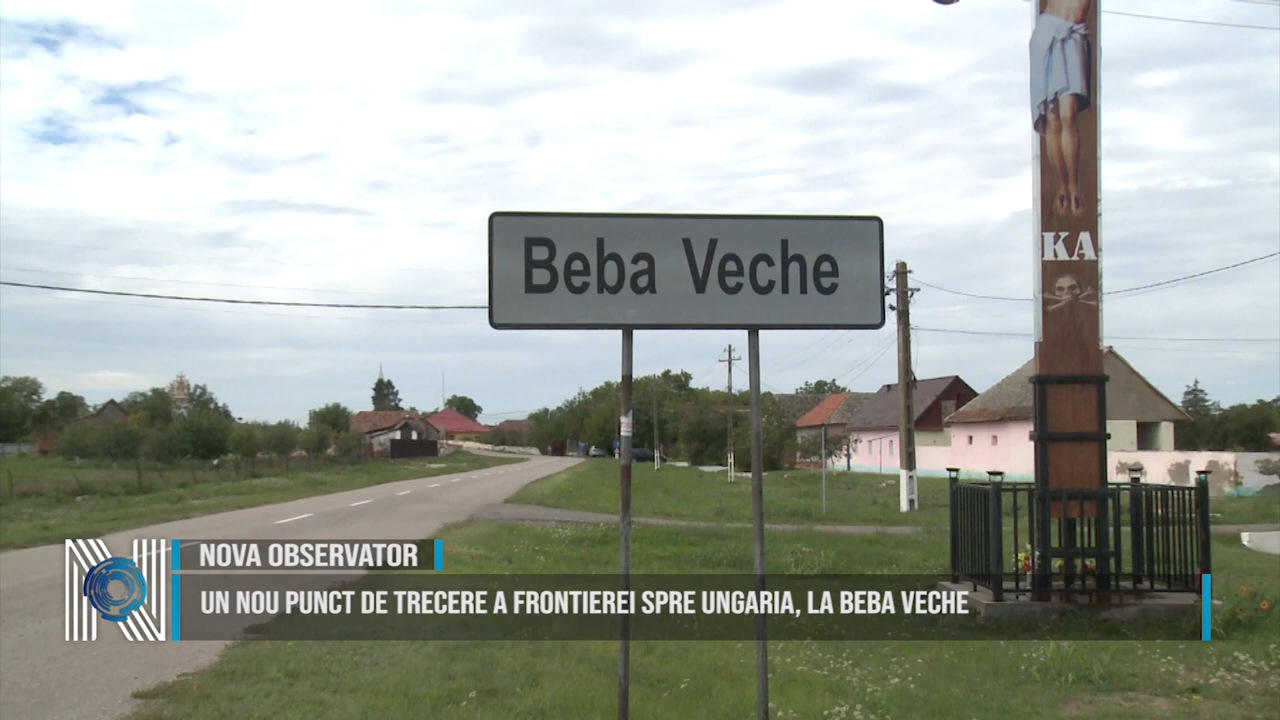 Beba Veche
KA
NOVA OBSERVATOR
UN NOU PUNCT DE TRECERE A FRONTIEREI SPRE UNGARIA, LA BEBA VECHE